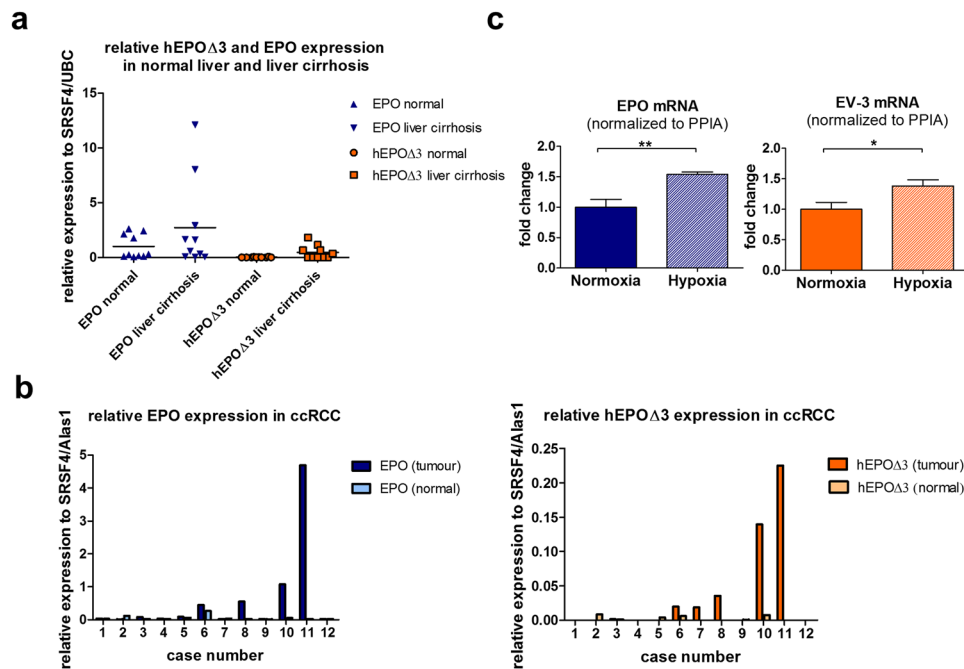 a
relative hEPOΔ3 and EPO expression
in normal liver and liver cirrhosis
relative expression to SRSF4/UBC
15
10
5
0
EPO normal
EPO liver cirrhosis
hEPOΔ3 normal
hEPOΔ3 liver cirrhosis
EPO normal
EPO liver cirrhosis
hEPOΔ3 normal
hEPOΔ3 liver cirrhosis
c
EPO mRNA
(normalized to PPIA)
fold change
2.0
1.5
1.0
0.5
0.0
**
Normoxia Hypoxia
EV-3 mRNA
(normalized to PPIA)
fold change
2.0
1.5
1.0
0.5
0.0
*
Normoxia Hypoxia
b
relative EPO expression in ccRCC
relative expression to SRSF4/Alas1
5
4
3
2
1
0
1 2 3 4 5 6 7 8 9 10 11 12
case number
EPO (tumour)
EPO (normal)
relative hEPOΔ3 expression in ccRCC
relative expression to SRSF4/Alas1
0.25
0.20
0.15
0.10
0.05
0.00
1 2 3 4 5 6 7 8 9 10 11 12
case number
hEPOΔ3 (tumour)
hEPOΔ3 (normal)